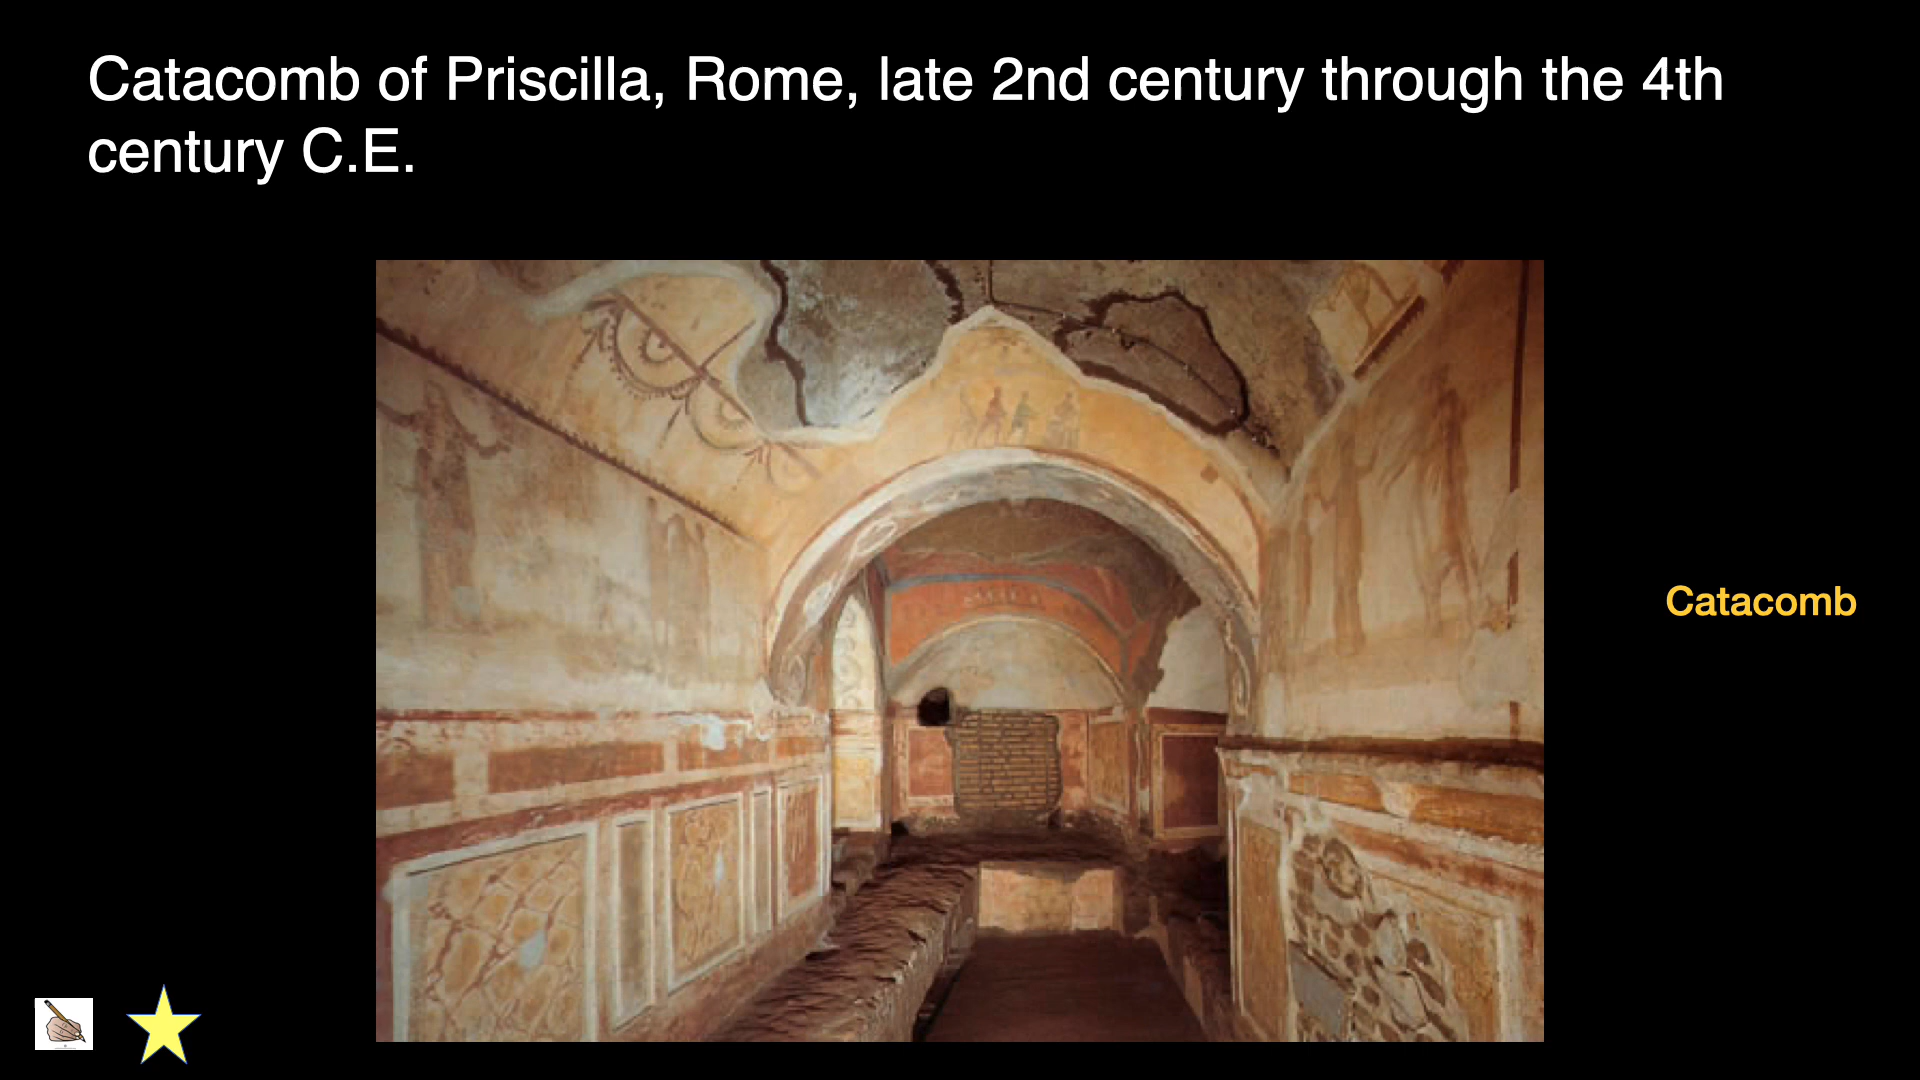 Catacomb of Priscilla, Rome, late 2nd century through the 4th
century C.E.
Catacomb